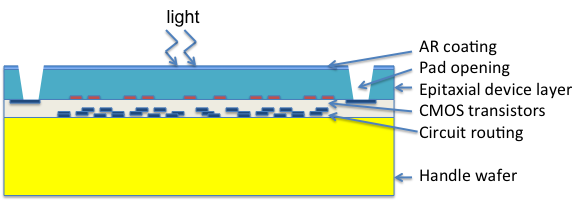 light
AR coating
Pad opening
Epitaxial device layer
CMOS transistors
Circuit routing
Handle wafer